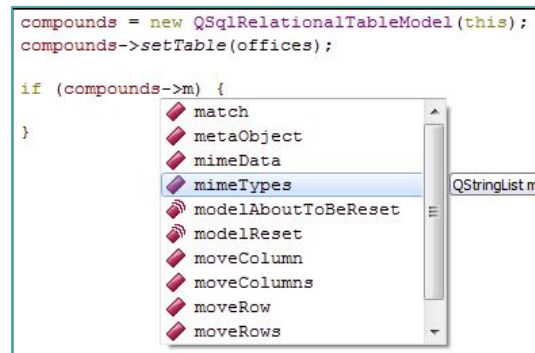 compounds = new QSqlRelationalTableModel(this);
compounds->setTable(offices);
if (compounds->m) {
match
metaObject
mimeData
mimeTypes
QStringList m
modelAboutToBeReset
modelReset
moveColumn
moveColumns
moveRow
moveRows
}